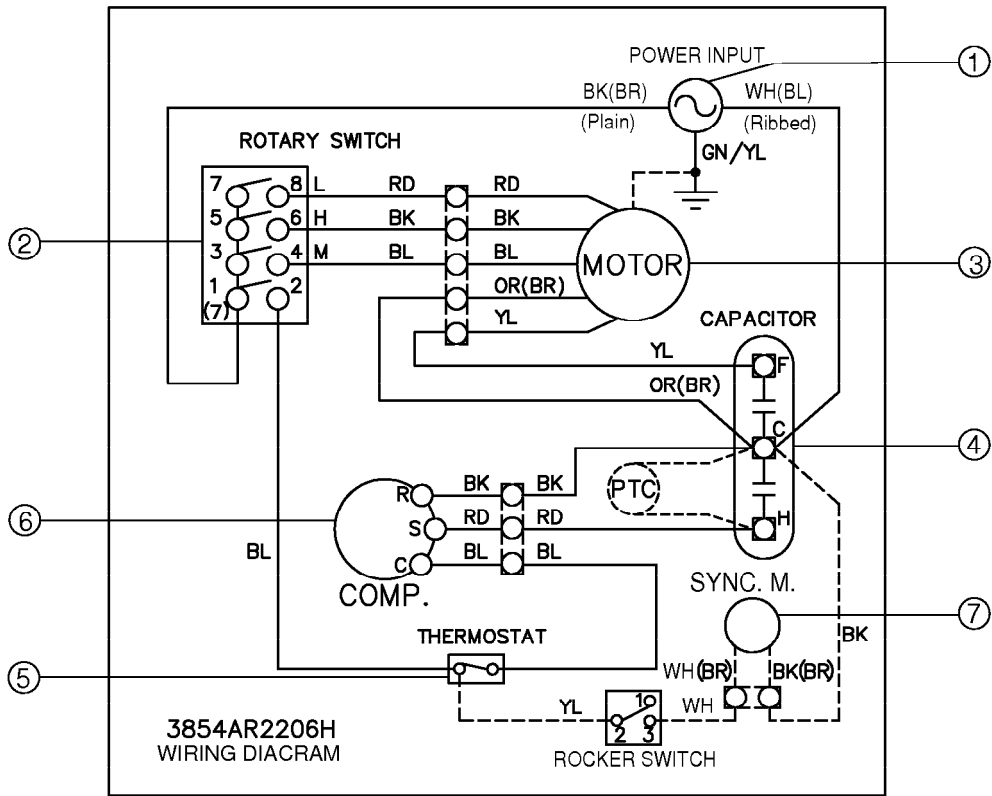 POWER INPUT
1
BK(BR) WH(BL)
(Plain) (Ribbed)
GN/YL
ROTARY SWITCH
7 8 L RD RD
5 6 H BK BK
2
3 4 M BL BL
MOTOR
3
1 2
(7)
OR(BR)
YL
CAPACITOR
YL F
OR(BR)
C
4
PTC
H
R BK BK
6
S RD RD
C BL BL
BL
COMP.
SYNC. M.
7
BK
THERMOSTAT
5
WH(BR) BK(BR)
YL 1 WH
2 3
3854AR2206H
WIRING DIACRAM
ROCKER SWITCH